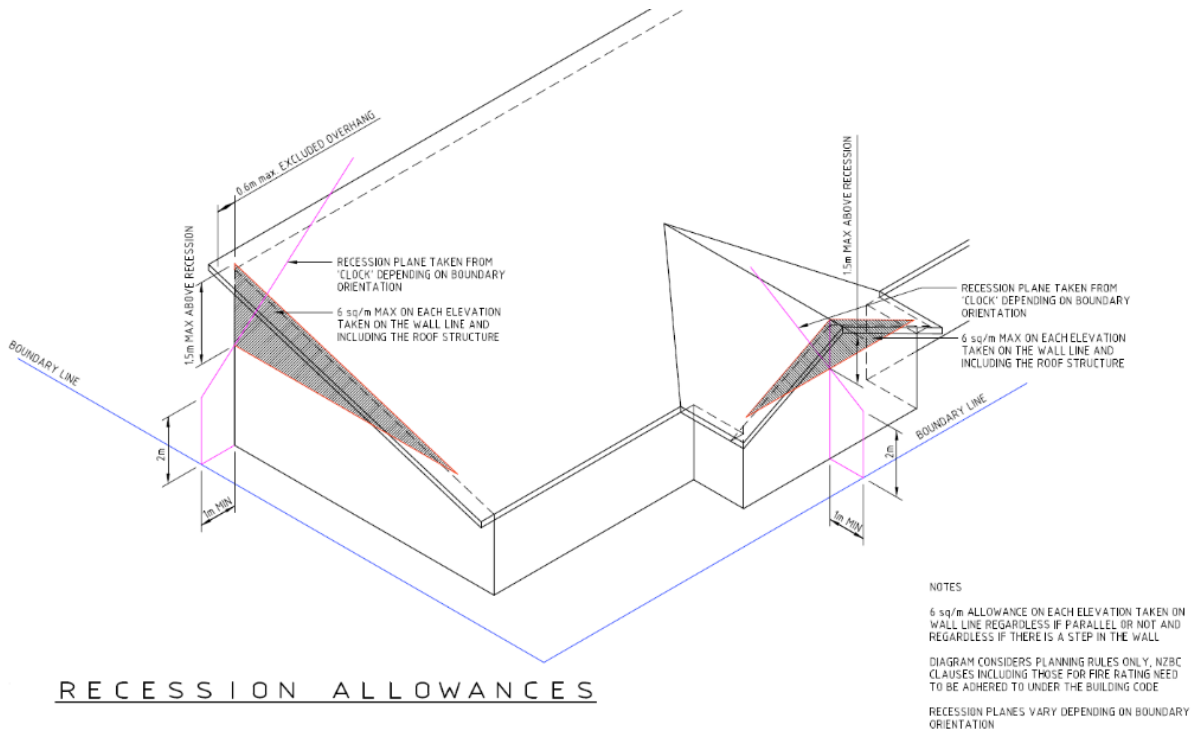 0.6m max. EXCLUDED OVERHANG
1.5m MAX ABOVE RECESSION
RECESSION PLANE TAKEN FROM
'CLOCK' DEPENDING ON BOUNDARY
ORIENTATION
6 sq/m MAX ON EACH ELEVATION
TAKEN ON THE WALL LINE AND
INCLUDING THE ROOF STRUCTURE
BOUNDARY LINE
2m
1m MIN
1.5m MAX ABOVE RECESSION
RECESSION PLANE TAKEN FROM
'CLOCK' DEPENDING ON BOUNDARY
ORIENTATION
6 sq/m MAX ON EACH ELEVATION
TAKEN ON THE WALL LINE AND
INCLUDING THE ROOF STRUCTURE
BOUNDARY LINE
2m
1m MIN
NOTES
6 sq/m ALLOWANCE ON EACH ELEVATION TAKEN ON
WALL LINE REGARDLESS IF PARALLEL OR NOT AND
REGARDLESS IF THERE IS A STEP IN THE WALL
DIAGRAM CONSIDERS PLANNING RULES ONLY, NZBC
CLAUSES INCLUDING THOSE FOR FIRE RATING NEED
TO BE ADHERED TO UNDER THE BUILDING CODE
RECESSION PLANES VARY DEPENDING ON BOUNDARY
ORIENTATION
RECESSION ALLOWANCES